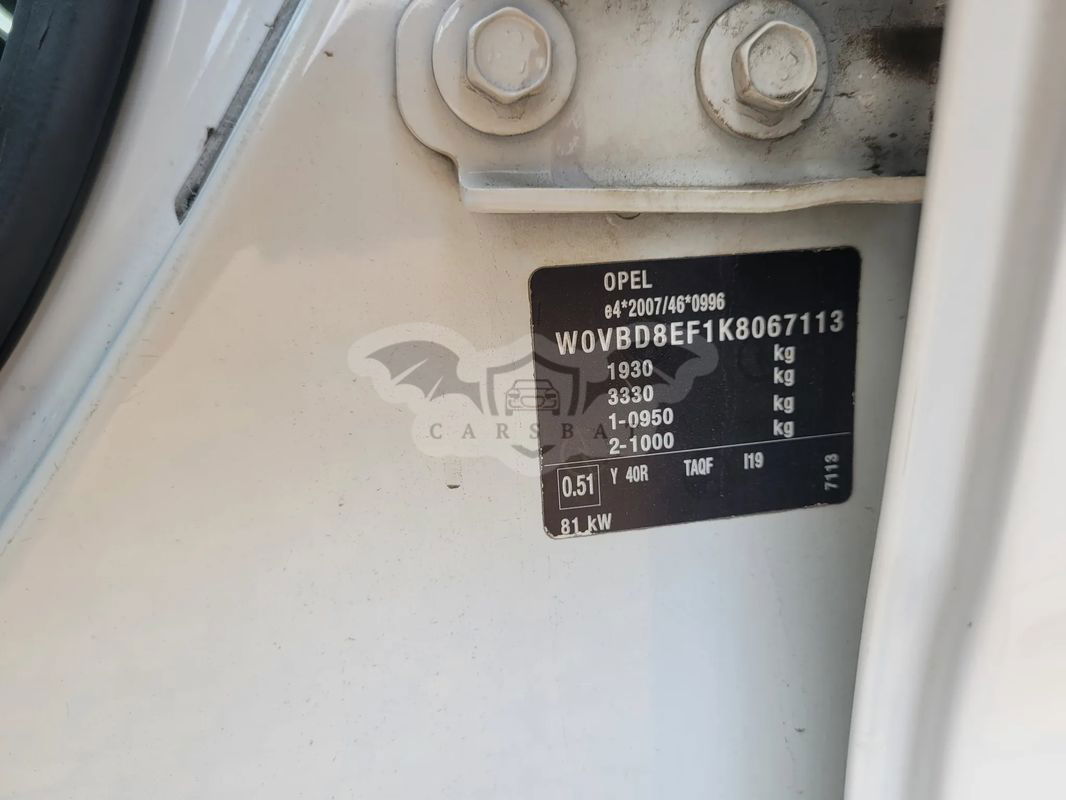 OPEL
e4*2007/46*0996
W0VBD8EF1K8067113
kg
1930 kg
3330
1-0950 kg
2-1000 kg
0.51 Y 40R TAQF I19
7113
81 kW
CARSBAT